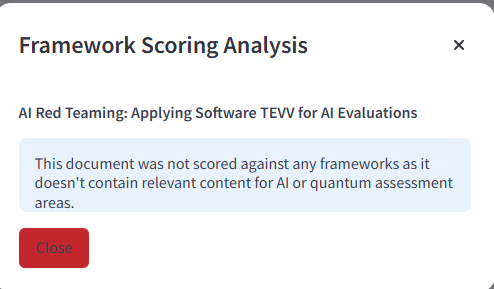 Framework Scoring Analysis
AI Red Teaming: Applying Software TEVV for AI Evaluations
This document was not scored against any frameworks as it
doesn't contain relevant content for AI or quantum assessment
areas.
Close